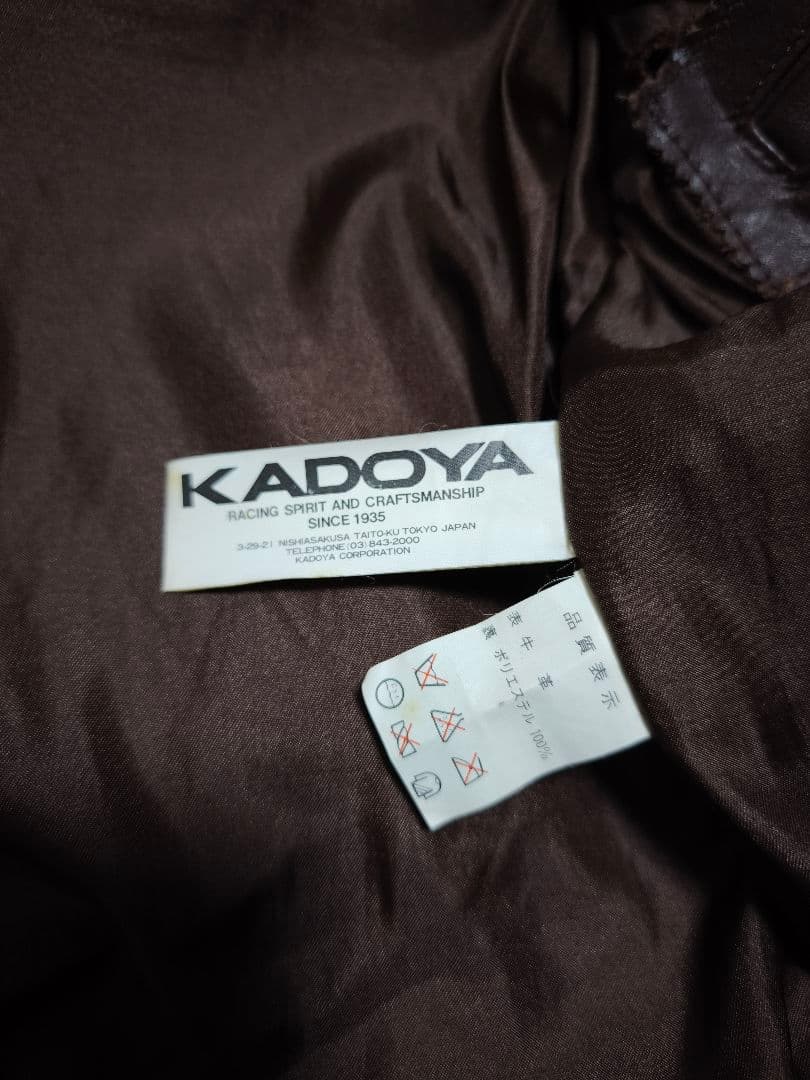 KADOYA
RACING SPIRIT AND CRAFTSMANSHIP
SINCE 1935
3-29-21 NISHIASAKUSA TAITO-KU TOKYO JAPAN
TELEPHONE (03) 843-2000
KADOYA CORPORATION
品質表示
表 牛 革
裏 ポリエステル 100%